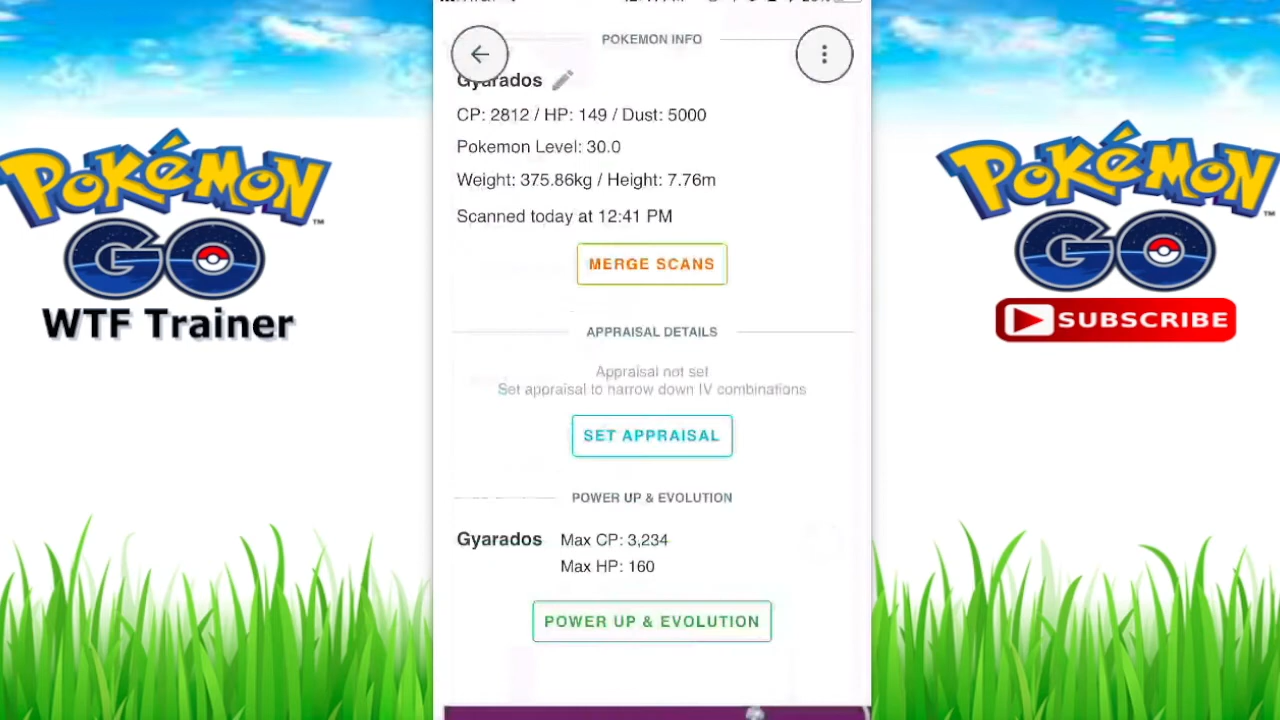 POKEMON INFO
Gyarados
CP: 2812 / HP: 149 / Dust: 5000
Pokemon Level: 30.0
Weight: 375.86kg / Height: 7.76m
Scanned today at 12:41 PM
MERGE SCANS
APPRAISAL DETAILS
Appraisal not set
Set appraisal to narrow down IV combinations
SET APPRAISAL
POWER UP & EVOLUTION
Gyarados Max CP: 3,234
Max HP: 160
POWER UP & EVOLUTION
POKéMON
TM
GO
WTF Trainer
POKéMON
TM
GO
SUBSCRIBE